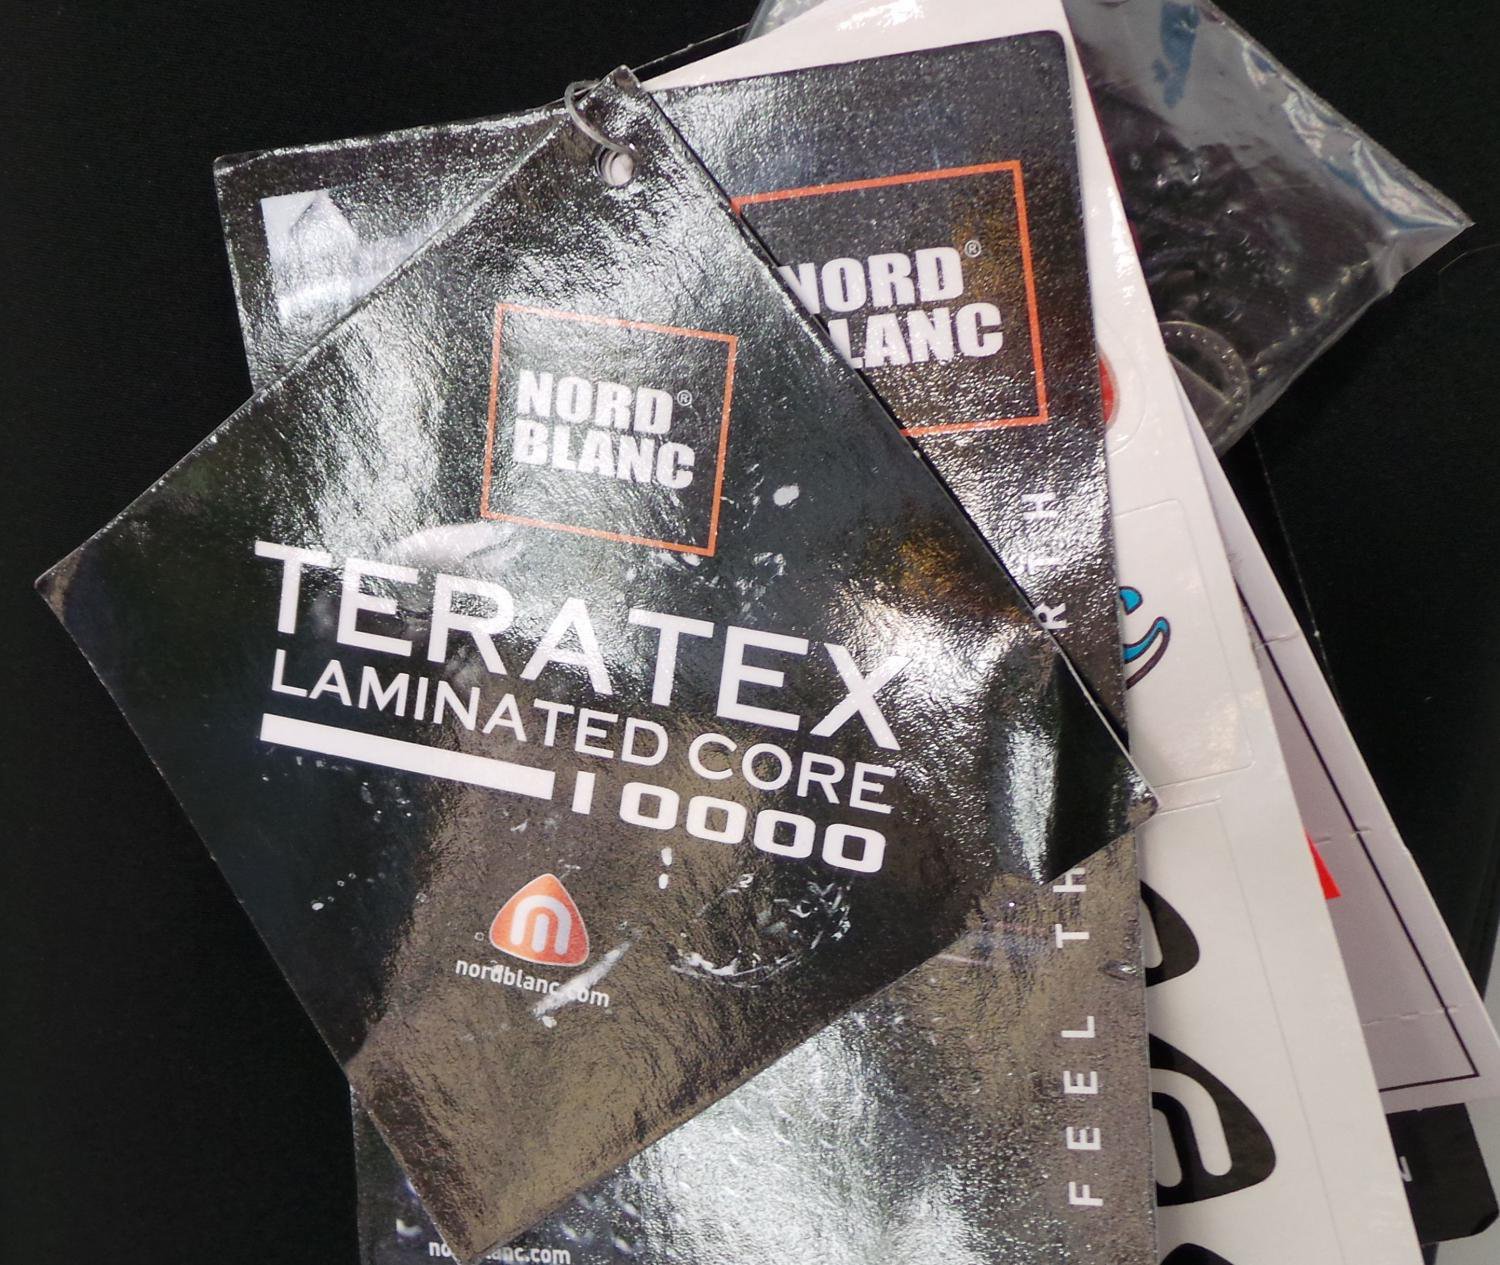 NORD®
BLANC
TERATEX
LAMINATED CORE
10000
nordblanc.com
NORD®
BLANC
FEEL TH
RTH